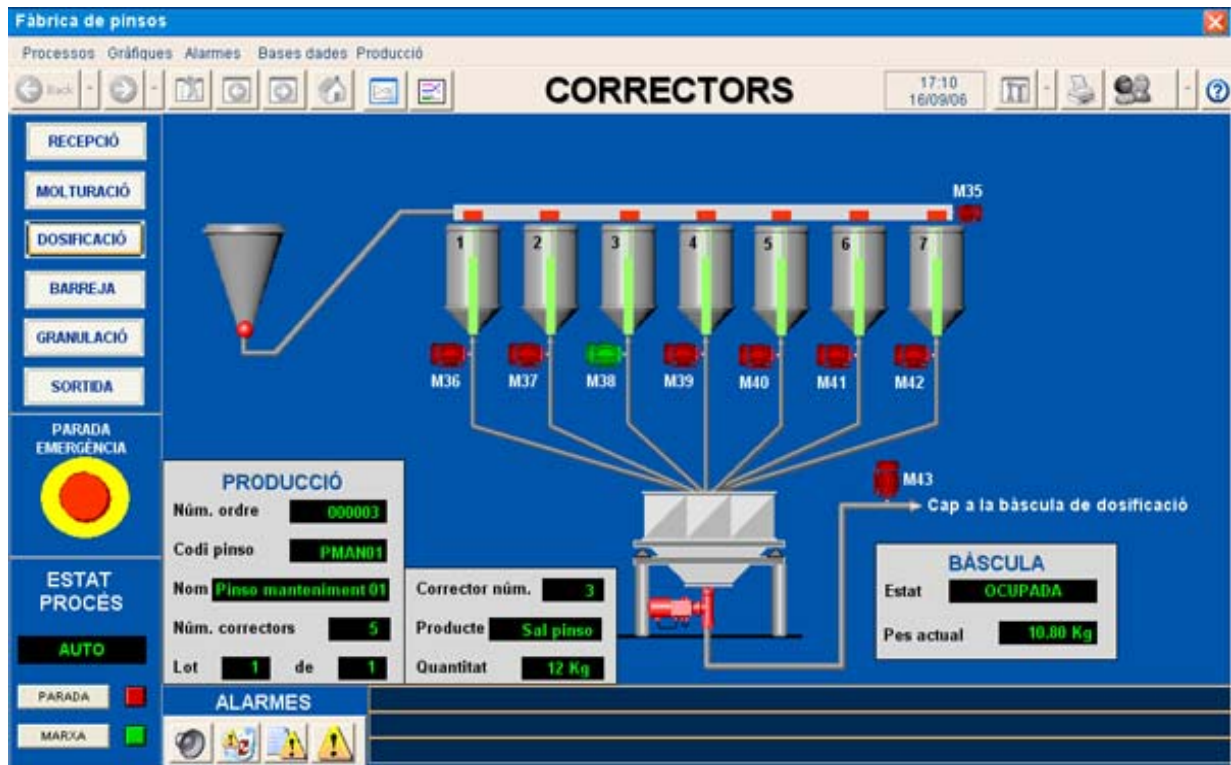 Fàbrica de pinsos
Processos Gràfiques Alarmes Bases dades Producció
Back
CORRECTORS
17:10
16/09/06
RECEPCIÓ
MOLTURACIÓ
DOSIFICACIÓ
BARREJA
GRANULACIÓ
SORTIDA
PARADA
EMERGÈNCIA
ESTAT
PROCÉS
AUTO
PARADA
MARXA
M35
1 2 3 4 5 6 7
M36 M37 M38 M39 M40 M41 M42
M43
Cap a la bàscula de dosificació
PRODUCCIÓ
Núm. ordre 000003
Codi pinso PMAN01
Nom Pinso manteniment 01
Núm. correctors 5
Lot 1 de 1
Corrector núm. 3
Producte Sal pinso
Quantitat 12 Kg
BÀSCULA
Estat OCUPADA
Pes actual 10.80 Kg
ALARMES